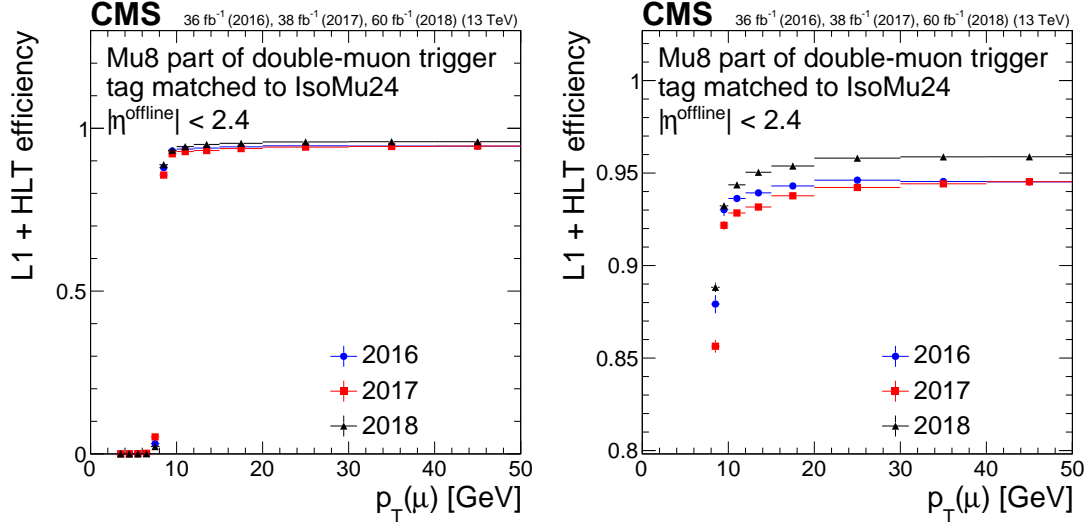 CMS 36 fb⁻¹ (2016), 38 fb⁻¹ (2017), 60 fb⁻¹ (2018) (13 TeV)
L1 + HLT efficiency
Mu8 part of double-muon trigger
tag matched to IsoMu24
|η^offline| < 2.4
1
0.5
0
2016
2017
2018
0 10 20 30 40 50
p_T(μ) [GeV]
CMS 36 fb⁻¹ (2016), 38 fb⁻¹ (2017), 60 fb⁻¹ (2018) (13 TeV)
L1 + HLT efficiency
Mu8 part of double-muon trigger
tag matched to IsoMu24
|η^offline| < 2.4
1
0.95
0.9
0.85
0.8
2016
2017
2018
0 10 20 30 40 50
p_T(μ) [GeV]